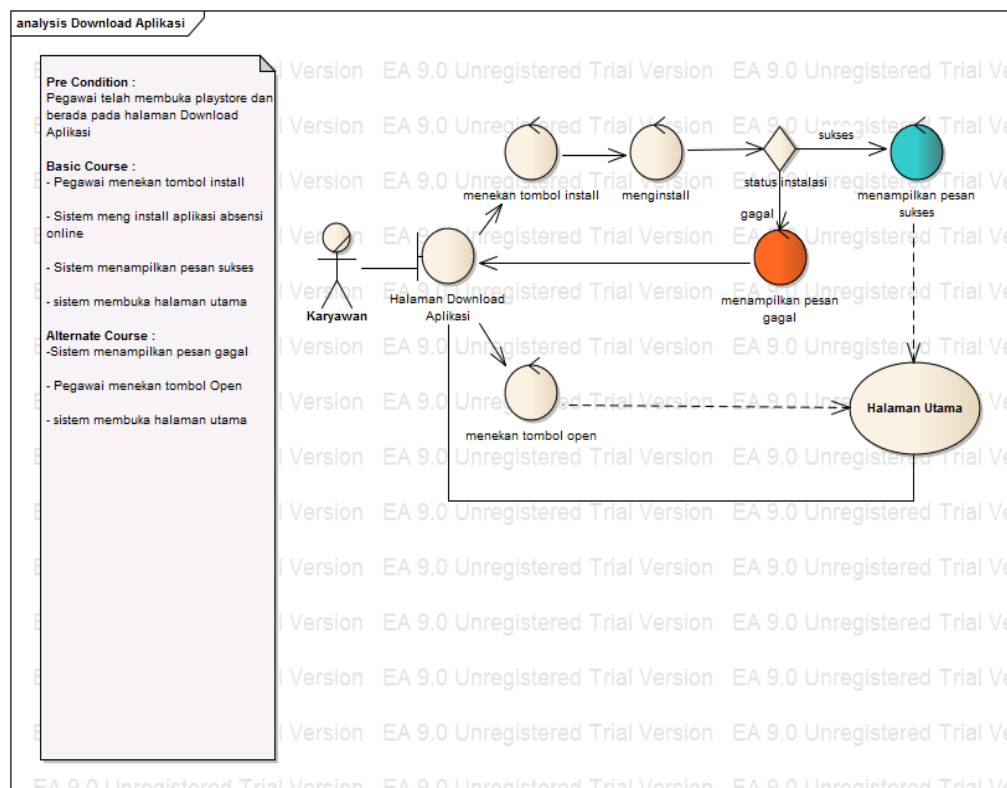 analysis Download Aplikasi
Pre Condition :
Pegawai telah membuka playstore dan
berada pada halaman Download
Aplikasi
Basic Course :
- Pegawai menekan tombol install
- Sistem meng install aplikasi absensi
online
- Sistem menampilkan pesan sukses
- sistem membuka halaman utama
Alternate Course :
-Sistem menampilkan pesan gagal
- Pegawai menekan tombol Open
- sistem membuka halaman utama
Karyawan
Halaman Download
Aplikasi
menekan tombol install
menginstall
status instalasi
sukses
menampilkan pesan
sukses
gagal
menampilkan pesan
gagal
menekan tombol open
Halaman Utama
EA 9.0 Unregistered Trial Version